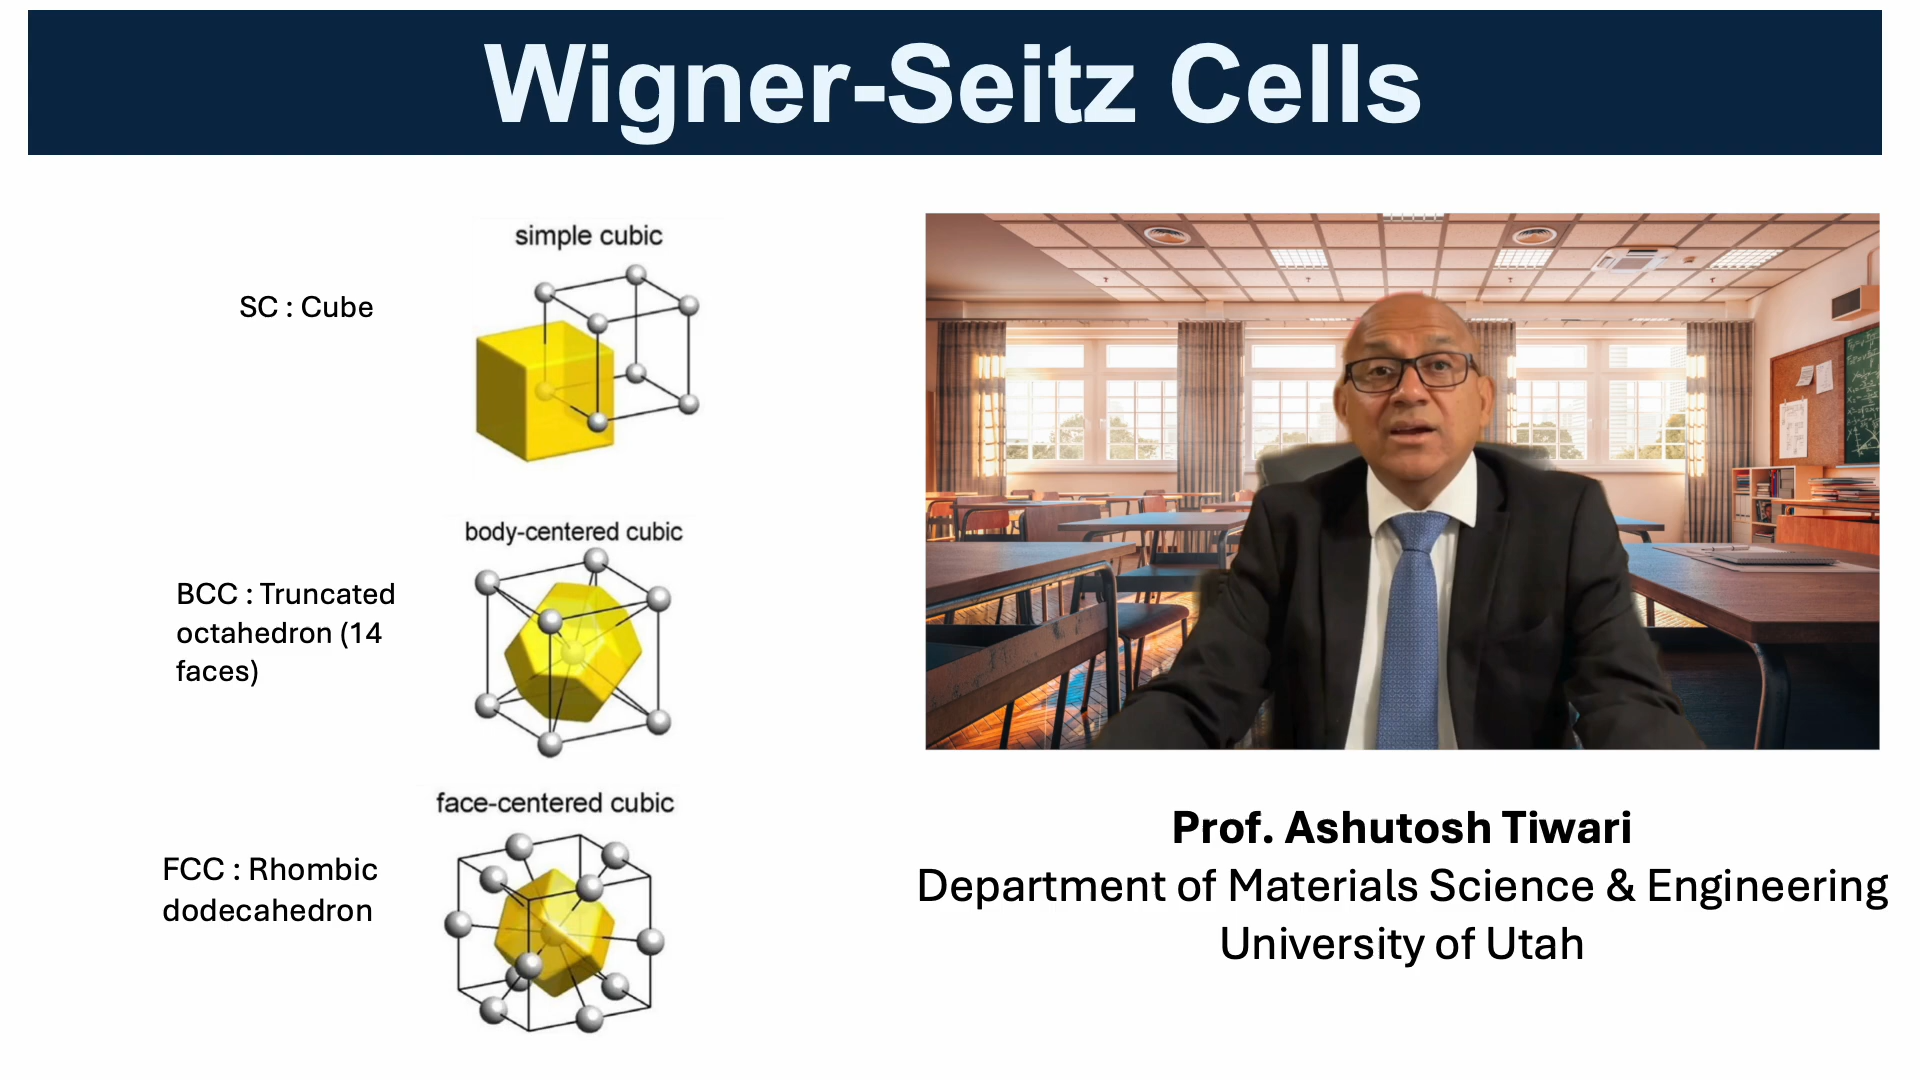 Wigner-Seitz Cells
simple cubic
SC : Cube
body-centered cubic
BCC : Truncated
octahedron (14
faces)
face-centered cubic
FCC : Rhombic
dodecahedron
Prof. Ashutosh Tiwari
Department of Materials Science & Engineering
University of Utah